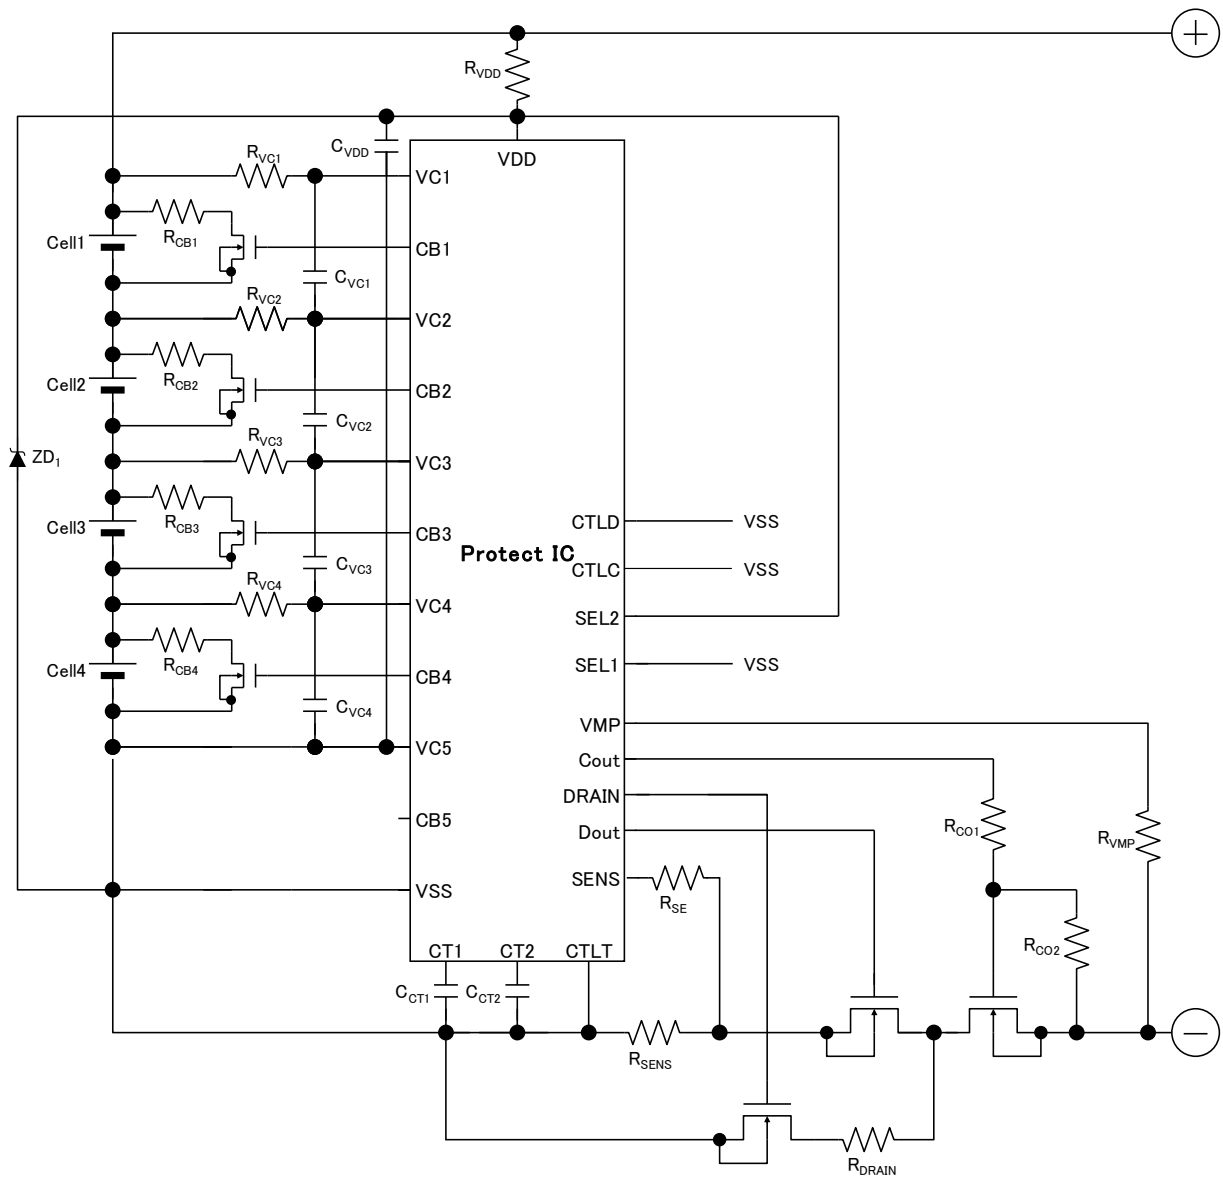 +
RVDD
CVDD
VDD
RVC1
VC1
RCB1
Cell1
CB1
CVC1
RVC2
VC2
RCB2
Cell2
CB2
CVC2
RVC3
ZD1
VC3
RCB3
Cell3
CB3
CTLD VSS
Protect IC
CVC3
CTLC VSS
RVC4
VC4
SEL2
RCB4
Cell4
CB4
SEL1 VSS
CVC4
VMP
VC5
Cout
DRAIN
CB5
Dout
RCO1
RVMP
SENS
VSS
RSE
RCO2
CT1 CT2 CTLT
CCT1
CCT2
−
RSENS
RDRAIN